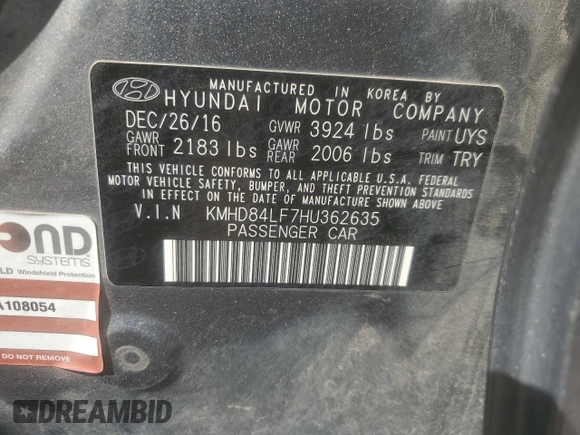 MANUFACTURED IN KOREA BY
HYUNDAI MOTOR COMPANY
DEC/26/16 GVWR 3924 lbs PAINT UYS
GAWR FRONT 2183 lbs GAWR REAR 2006 lbs TRIM TRY
THIS VEHICLE CONFORMS TO ALL APPLICABLE U.S.A. FEDERAL
MOTOR VEHICLE SAFETY, BUMPER, AND THEFT PREVENTION STANDARDS
IN EFFECT ON THE DATE OF MANUFACTURE SHOWN ABOVE.
V.I.N KMHD84LF7HU362635
PASSENGER CAR
OND
SYSTEMS
LD Windshield Protection
A108054
DO NOT REMOVE
DREAMBID